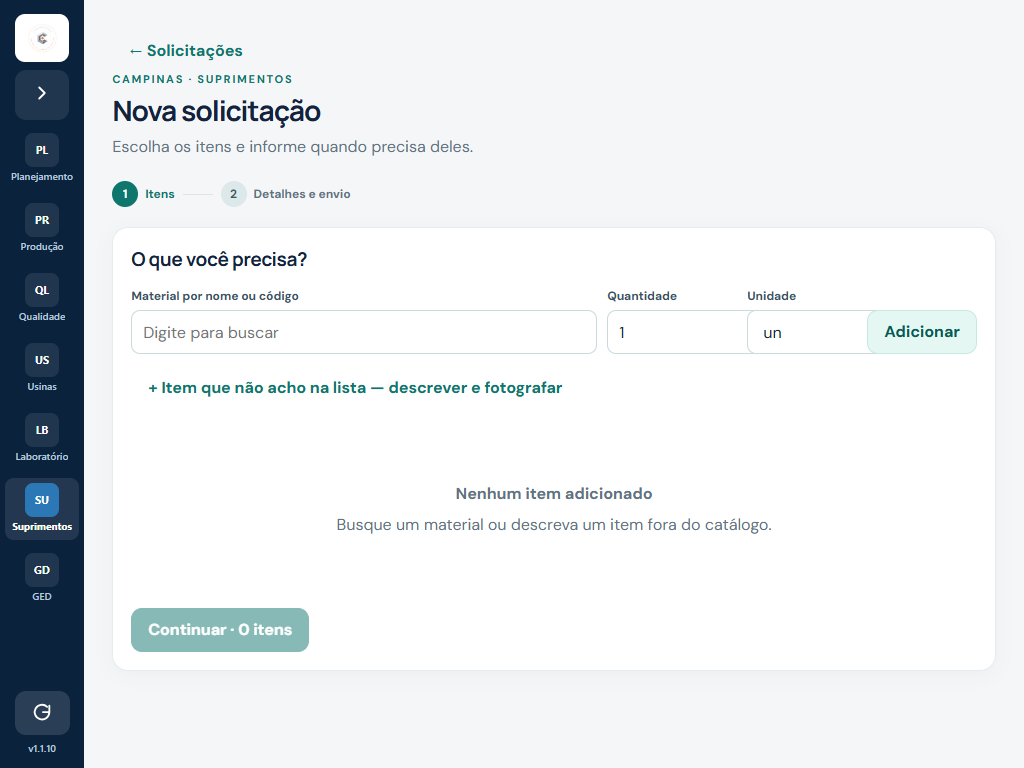 ← Solicitações
CAMPINAS · SUPRIMENTOS
Nova solicitação
Escolha os itens e informe quando precisa deles.
1 Itens 2 Detalhes e envio
O que você precisa?
Material por nome ou código Quantidade Unidade
Digite para buscar 1 un Adicionar
+ Item que não acho na lista — descrever e fotografar
Nenhum item adicionado
Busque um material ou descreva um item fora do catálogo.
Continuar · 0 itens
PL
Planejamento
PR
Produção
QL
Qualidade
US
Usinas
LB
Laboratório
SU
Suprimentos
GD
GED
v1.1.10